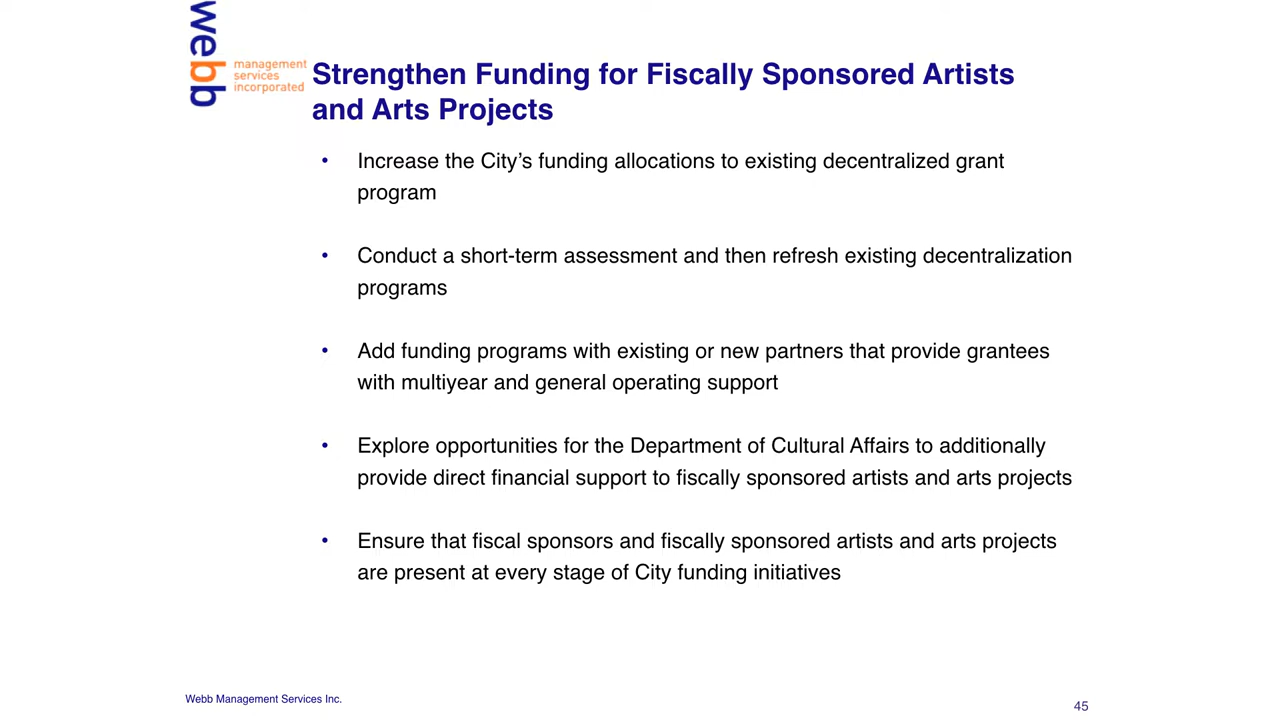 webb
management
services
incorporated
Strengthen Funding for Fiscally Sponsored Artists
and Arts Projects
• Increase the City’s funding allocations to existing decentralized grant
program
• Conduct a short-term assessment and then refresh existing decentralization
programs
• Add funding programs with existing or new partners that provide grantees
with multiyear and general operating support
• Explore opportunities for the Department of Cultural Affairs to additionally
provide direct financial support to fiscally sponsored artists and arts projects
• Ensure that fiscal sponsors and fiscally sponsored artists and arts projects
are present at every stage of City funding initiatives
Webb Management Services Inc.
45